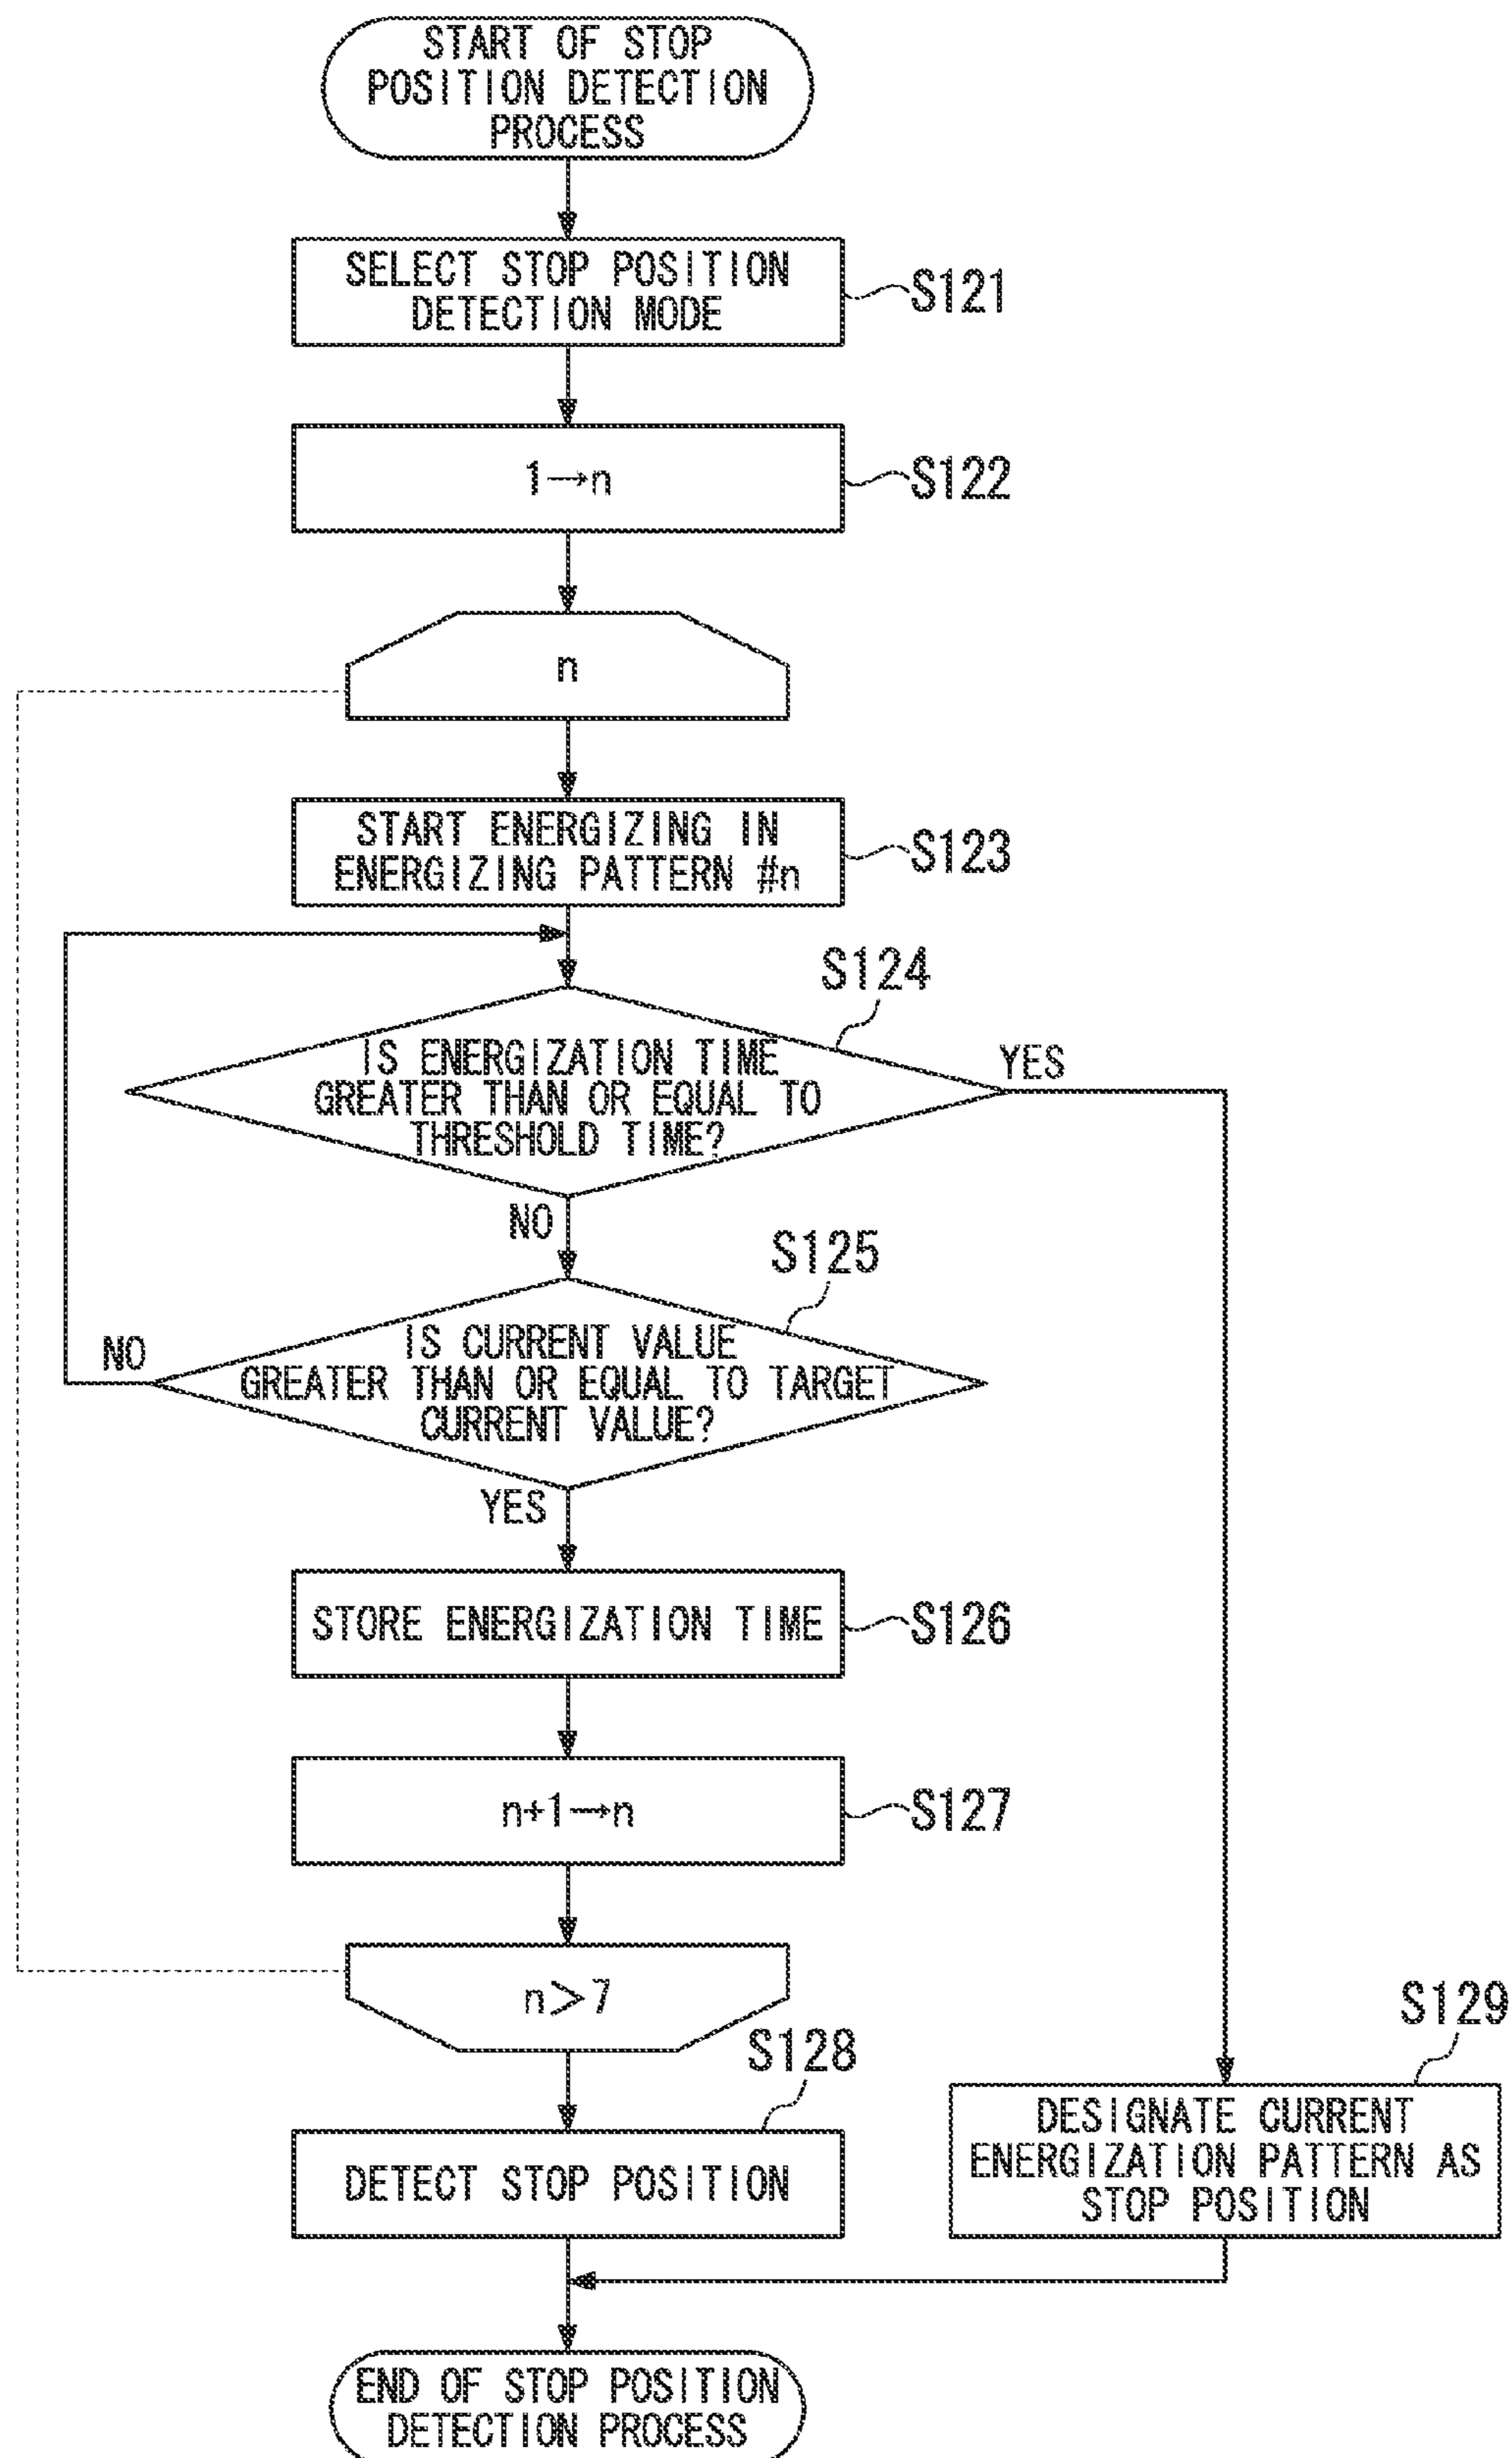 START OF STOP
POSITION DETECTION
PROCESS
SELECT STOP POSITION
DETECTION MODE
S121
1→n
S122
n
START ENERGIZING IN
ENERGIZING PATTERN #n
S123
S124
IS ENERGIZATION TIME
GREATER THAN OR EQUAL TO
THRESHOLD TIME?
YES
NO
S125
IS CURRENT VALUE
GREATER THAN OR EQUAL TO TARGET
CURRENT VALUE?
NO
YES
STORE ENERGIZATION TIME
S126
n+1→n
S127
n>7
S128
DETECT STOP POSITION
S129
DESIGNATE CURRENT
ENERGIZATION PATTERN AS
STOP POSITION
END OF STOP POSITION
DETECTION PROCESS